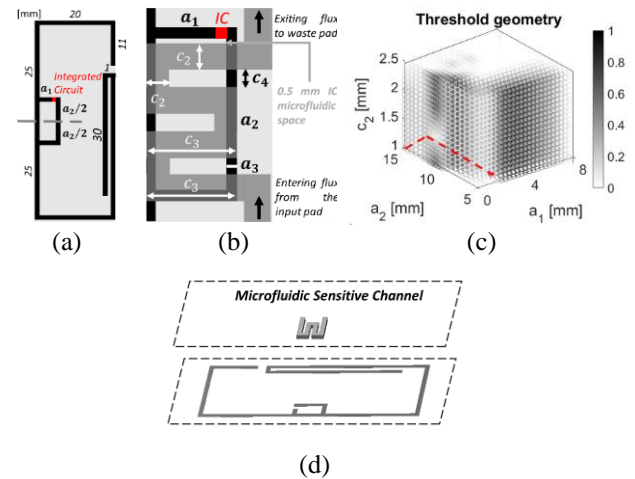 [mm]
20
11
1
25
Integrated
Circuit
a₁
a₂/2
a₂/2
30
25
(a)
a₁ IC
Exiting flux
to waste pad
c₂
c₂
c₄
0.5 mm IC
microfluidic
space
a₂
c₃
a₃
c₃
Entering flux
from the
input pad
(b)
Threshold geometry
2.5
2
1.5
1
c₂ [mm]
15
10
5
a₂ [mm]
0
4
8
a₁ [mm]
1
0.8
0.6
0.4
0.2
0
(c)
Microfluidic Sensitive Channel
(d)